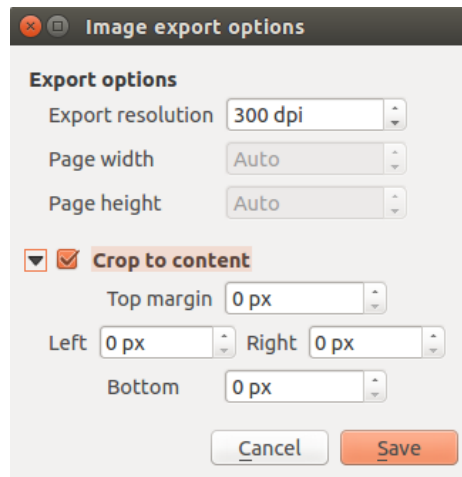 Image export options
Export options
Export resolution 300 dpi
Page width Auto
Page height Auto
Crop to content
Top margin 0 px
Left 0 px Right 0 px
Bottom 0 px
Cancel Save